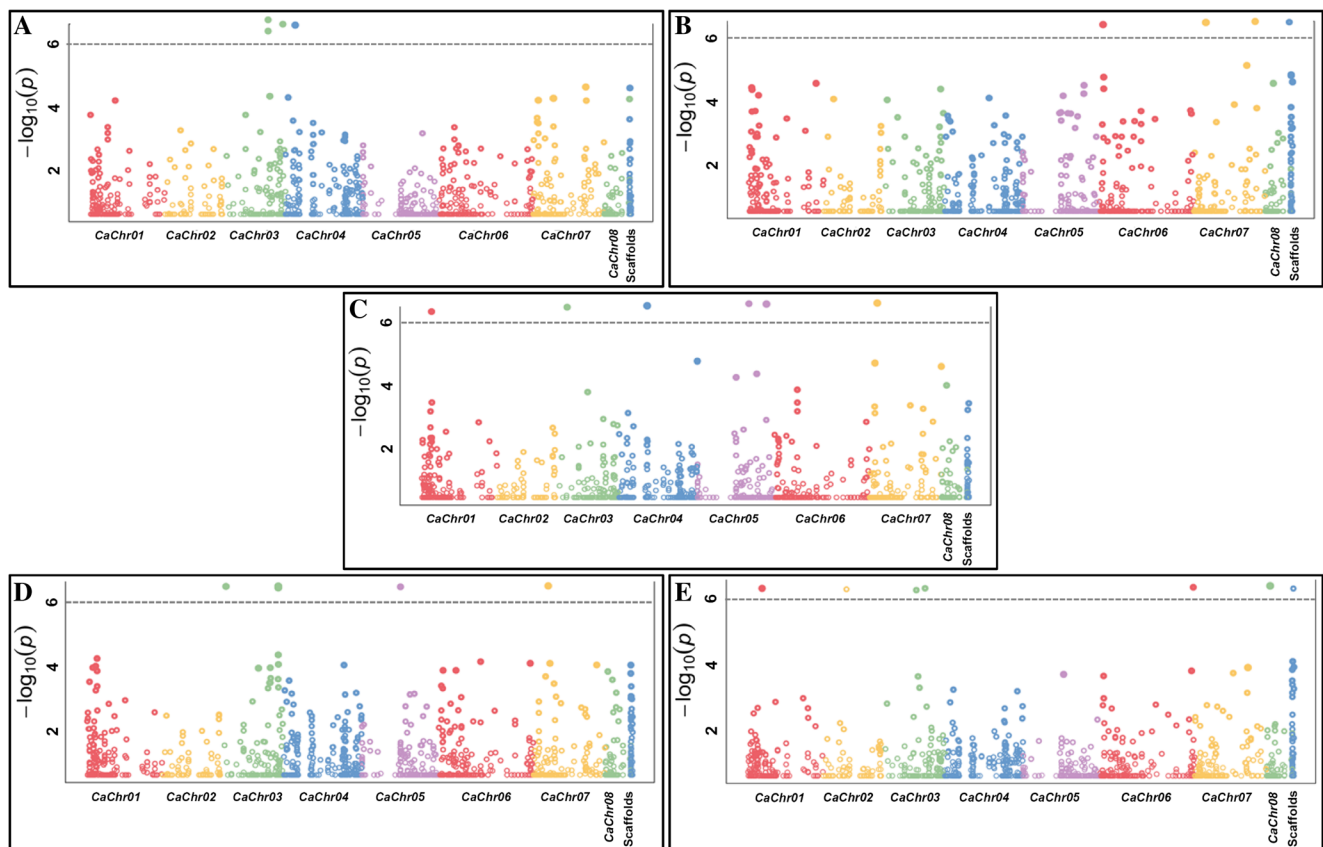 A
6
4
2
−log₁₀(p)
CaChr01 CaChr02 CaChr03 CaChr04 CaChr05 CaChr06 CaChr07 CaChr08 Scaffolds
B
6
4
2
−log₁₀(p)
CaChr01 CaChr02 CaChr03 CaChr04 CaChr05 CaChr06 CaChr07 CaChr08 Scaffolds
C
6
4
2
−log₁₀(p)
CaChr01 CaChr02 CaChr03 CaChr04 CaChr05 CaChr06 CaChr07 CaChr08 Scaffolds
D
6
4
2
−log₁₀(p)
CaChr01 CaChr02 CaChr03 CaChr04 CaChr05 CaChr06 CaChr07 CaChr08 Scaffolds
E
6
4
2
−log₁₀(p)
CaChr01 CaChr02 CaChr03 CaChr04 CaChr05 CaChr06 CaChr07 CaChr08 Scaffolds